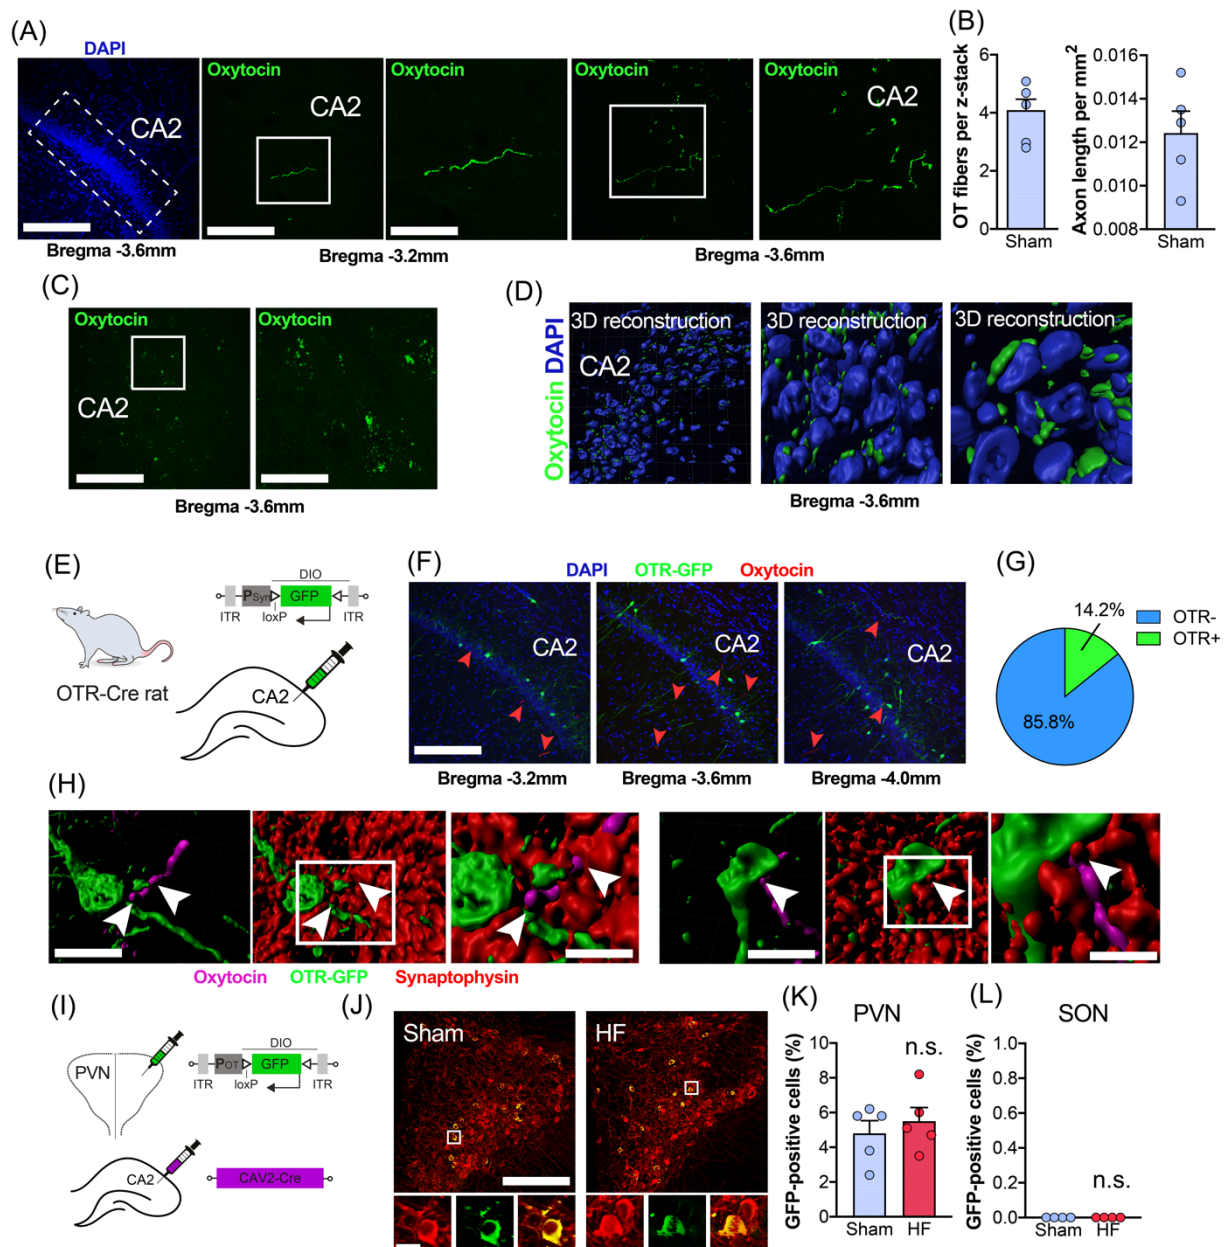 (A)
DAPI
CA2
Bregma -3.6mm
Oxytocin
CA2
Oxytocin
Bregma -3.2mm
Oxytocin
Oxytocin
CA2
Bregma -3.6mm
(B)
OT fibers per z-stack
6
4
2
0
Sham
Axon length per mm2
0.016
0.014
0.012
0.010
0.008
Sham
(C)
Oxytocin
CA2
Oxytocin
Bregma -3.6mm
(D)
Oxytocin DAPI
3D reconstruction
CA2
3D reconstruction
3D reconstruction
Bregma -3.6mm
(E)
OTR-Cre rat
DIO
PSyn
GFP
ITR
loxP
ITR
CA2
(F)
DAPI OTR-GFP Oxytocin
CA2
CA2
CA2
Bregma -3.2mm
Bregma -3.6mm
Bregma -4.0mm
(G)
14.2%
85.8%
OTR-
OTR+
(H)
Oxytocin OTR-GFP Synaptophysin
(I)
PVN
DIO
POT
GFP
ITR
loxP
ITR
CA2
CAV2-Cre
(J)
Sham
HF
(K)
PVN
GFP-positive cells (%)
10
8
6
4
2
0
n.s.
Sham
HF
(L)
SON
GFP-positive cells (%)
1.0
0.8
0.6
0.4
0.2
0.0
n.s.
Sham
HF